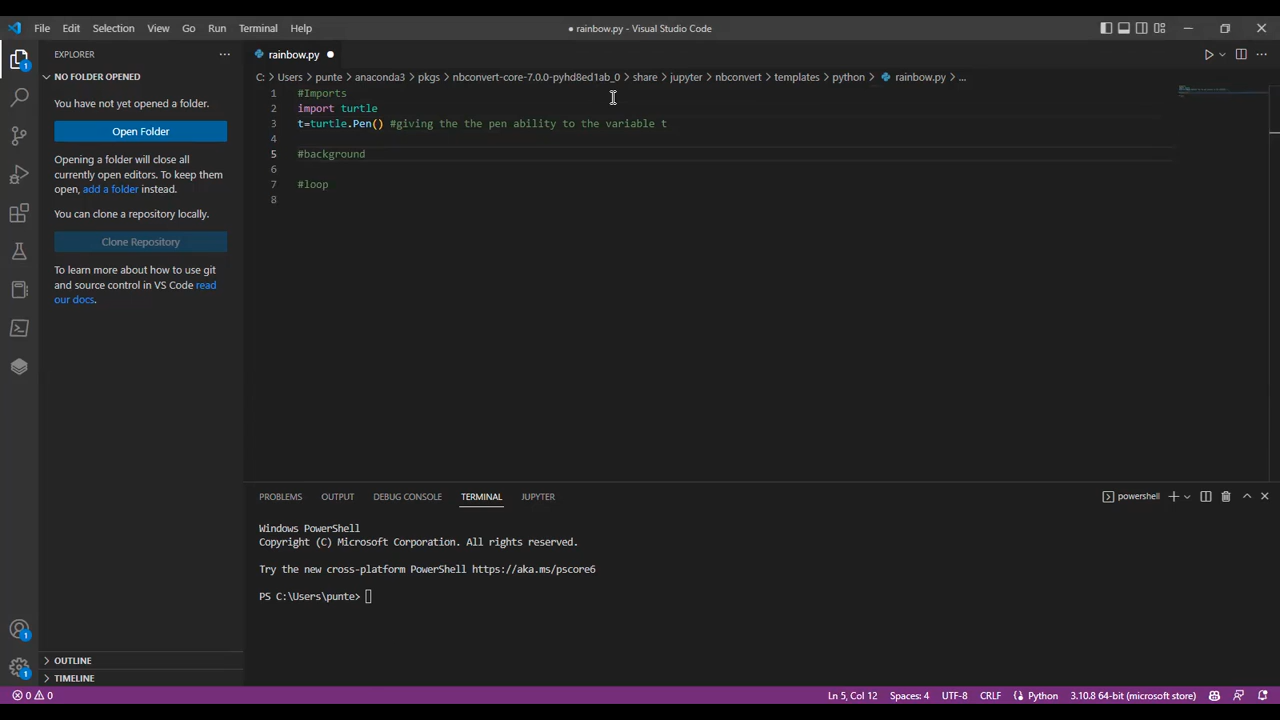 File Edit Selection View Go Run Terminal Help
● rainbow.py - Visual Studio Code
EXPLORER
NO FOLDER OPENED
You have not yet opened a folder.
Open Folder
Opening a folder will close all
currently open editors. To keep them
open, add a folder instead.
You can clone a repository locally.
Clone Repository
To learn more about how to use git
and source control in VS Code read
our docs.
OUTLINE
TIMELINE
1
1
1
rainbow.py ●
C: > Users > punte > anaconda3 > pkgs > nbconvert-core-7.0.0-pyhd8ed1ab_0 > share > jupyter > nbconvert > templates > python > rainbow.py > ...
1 #Imports
2 import turtle
3 t=turtle.Pen() #giving the the pen ability to the variable t
4
5 #background
6
7 #loop
8
PROBLEMS OUTPUT DEBUG CONSOLE TERMINAL JUPYTER
powershell
Windows PowerShell
Copyright (C) Microsoft Corporation. All rights reserved.
Try the new cross-platform PowerShell https://aka.ms/pscore6
PS C:\Users\punte>
0 0 Ln 5, Col 12 Spaces: 4 UTF-8 CRLF Python 3.10.8 64-bit (microsoft store)